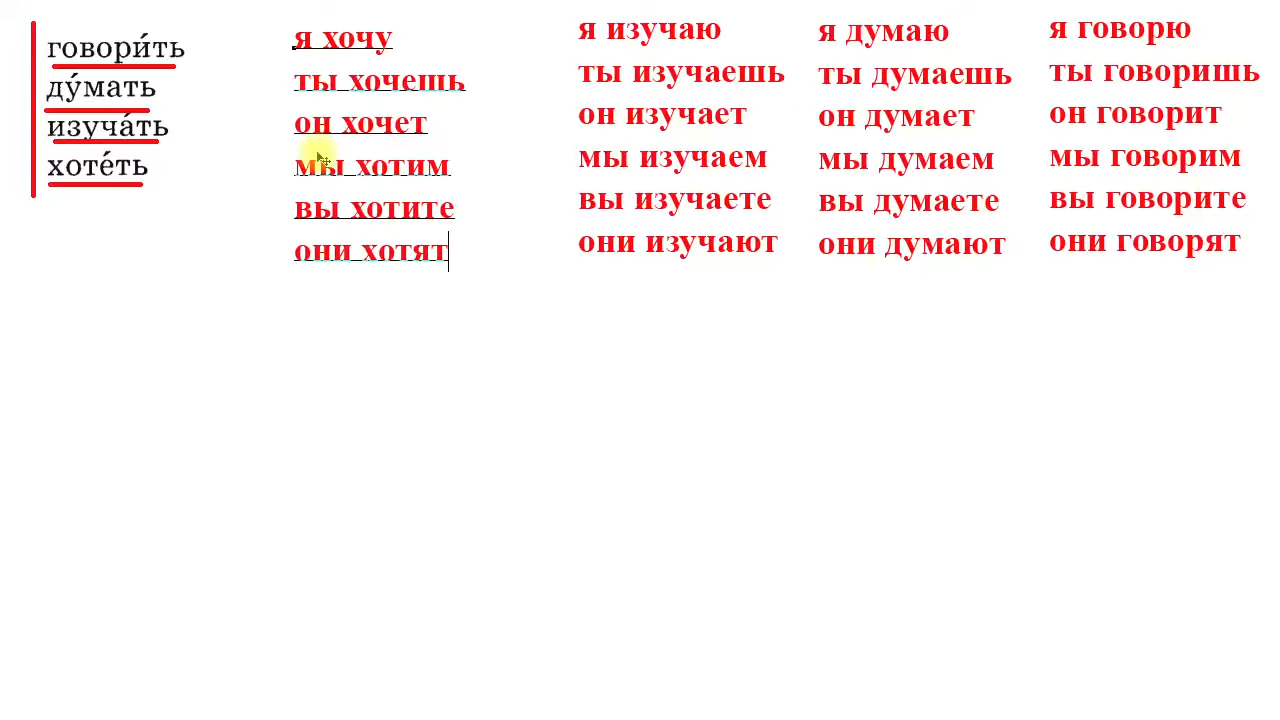 говори́ть
ду́мать
изуча́ть
хоте́ть
я хочу
ты хочешь
он хочет
мы хотим
вы хотите
они хотят
я изучаю
ты изучаешь
он изучает
мы изучаем
вы изучаете
они изучают
я думаю
ты думаешь
он думает
мы думаем
вы думаете
они думают
я говорю
ты говоришь
он говорит
мы говорим
вы говорите
они говорят